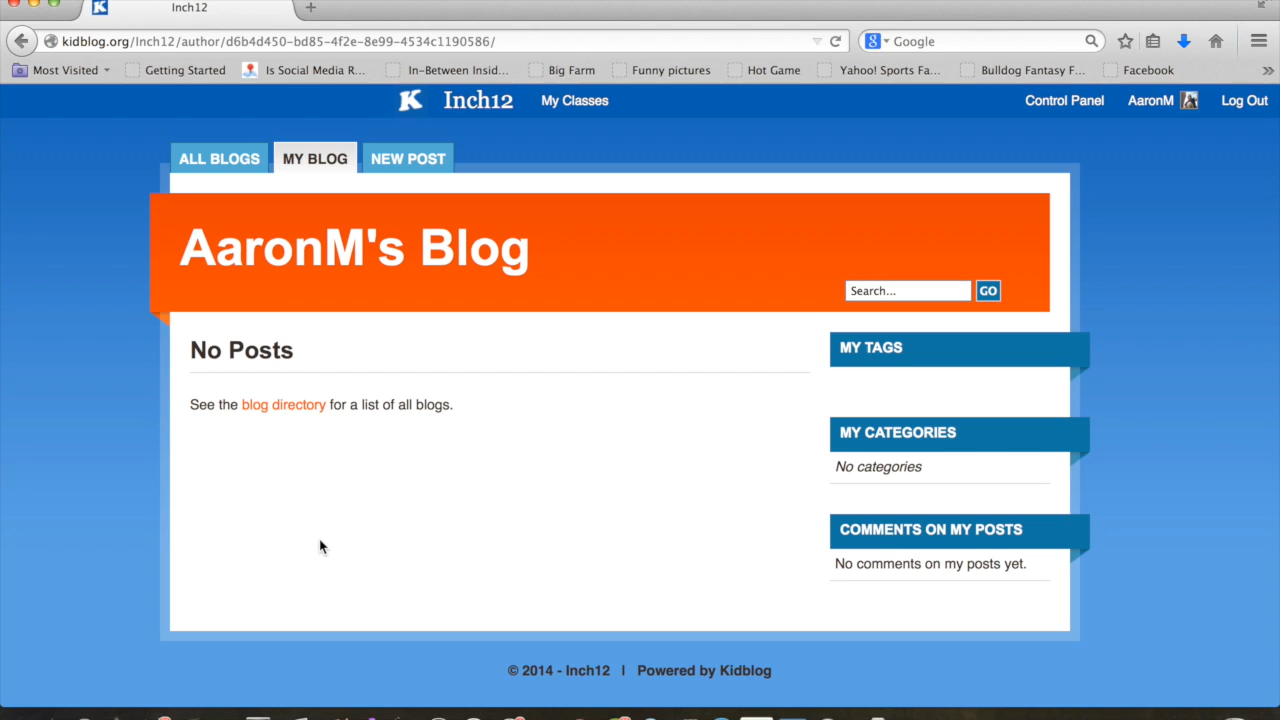 Inch12
kidblog.org/Inch12/author/d6b4d450-bd85-4f2e-8e99-4534c1190586/
Google
Most Visited Getting Started Is Social Media R... In-Between Insid... Big Farm Funny pictures Hot Game Yahoo! Sports Fa... Bulldog Fantasy F... Facebook
K Inch12 My Classes Control Panel AaronM Log Out
ALL BLOGS MY BLOG NEW POST
AaronM's Blog
Search... GO
No Posts
See the blog directory for a list of all blogs.
MY TAGS
MY CATEGORIES
No categories
COMMENTS ON MY POSTS
No comments on my posts yet.
© 2014 - Inch12 | Powered by Kidblog